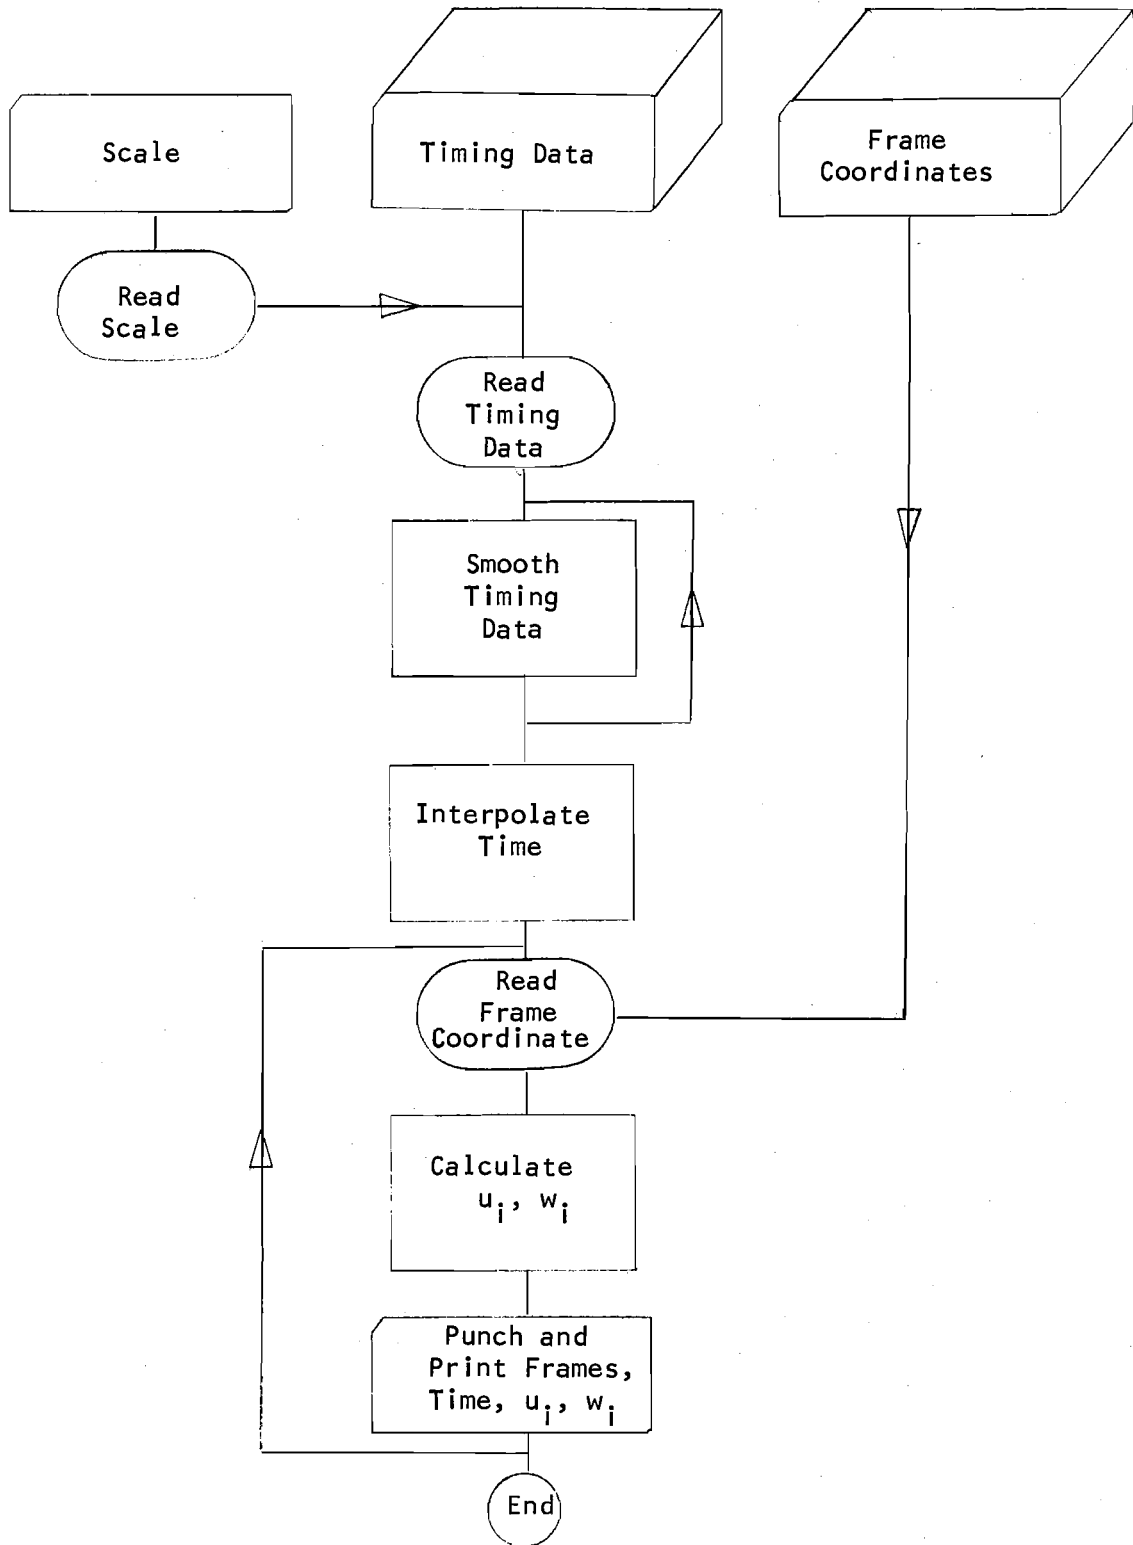 Scale
Timing Data
Frame
Coordinates
Read
Scale
Read
Timing
Data
Smooth
Timing
Data
Interpolate
Time
Read
Frame
Coordinate
Calculate
u_i, w_i
Punch and
Print Frames,
Time, u_i, w_i
End